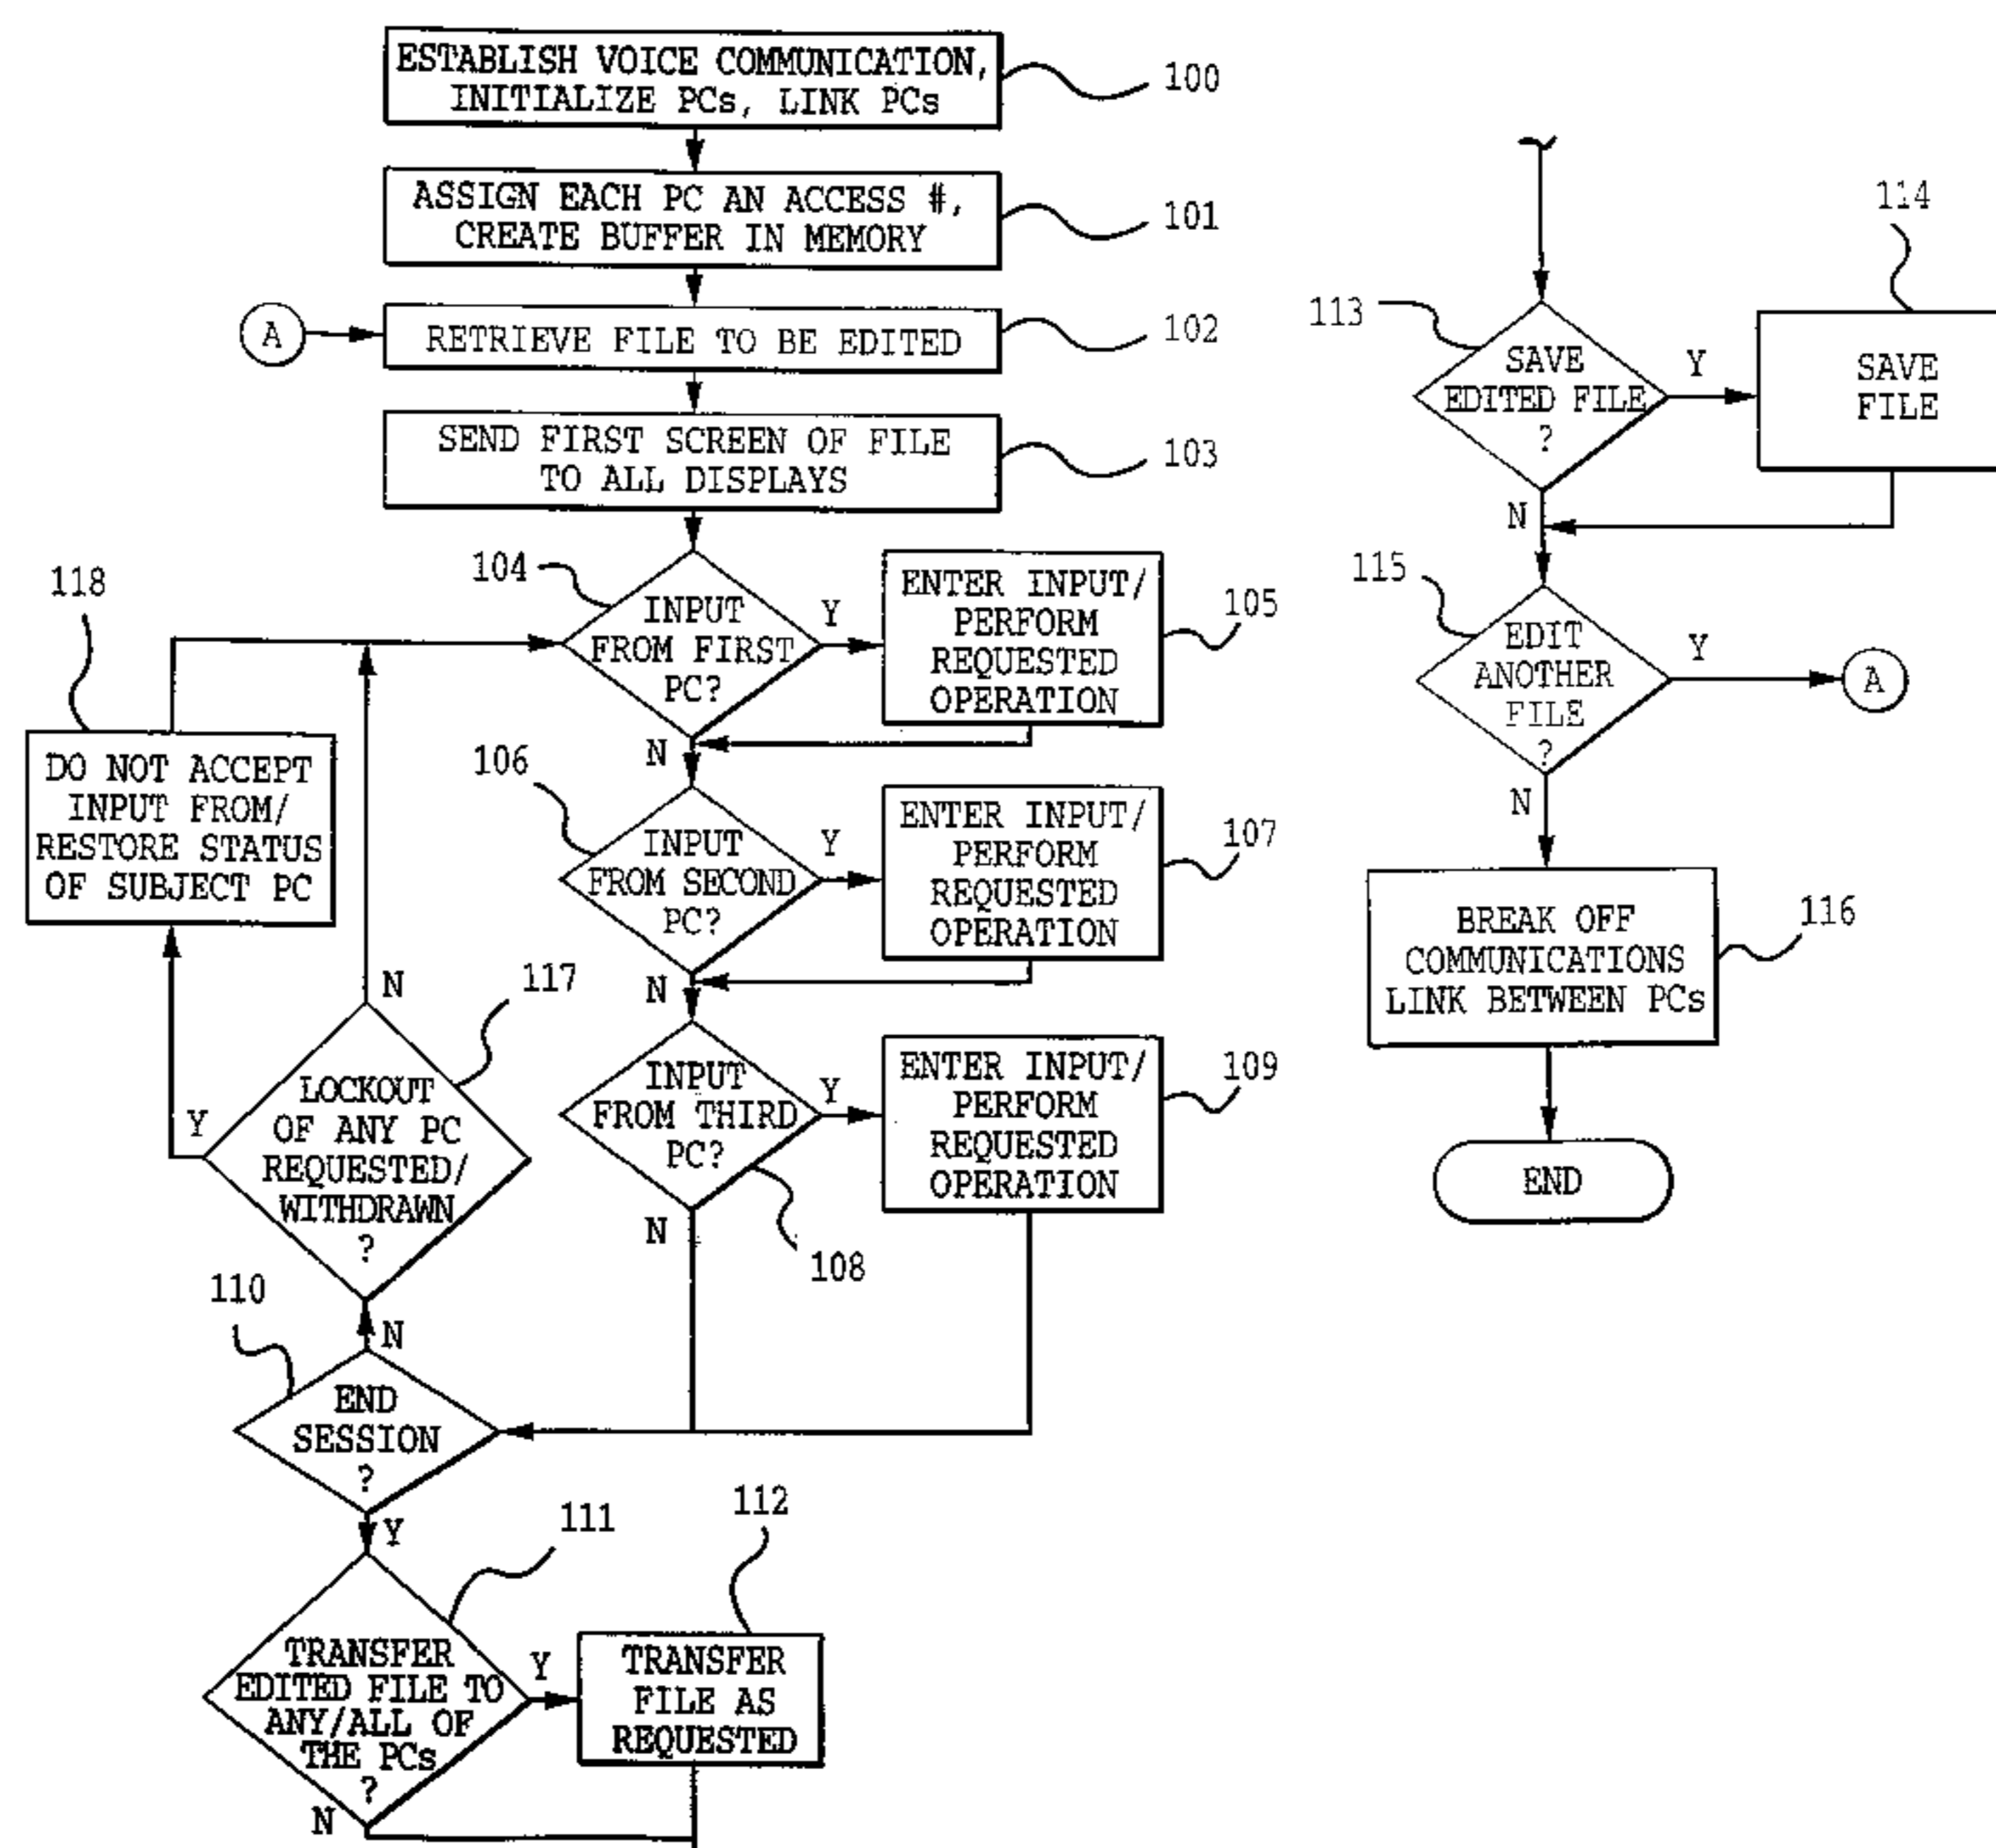 ESTABLISH VOICE COMMUNICATION,
INITIALIZE PCs, LINK PCs
100
ASSIGN EACH PC AN ACCESS #,
CREATE BUFFER IN MEMORY
101
A
RETRIEVE FILE TO BE EDITED
102
SEND FIRST SCREEN OF FILE
TO ALL DISPLAYS
103
104
INPUT
FROM FIRST
PC?
Y
N
ENTER INPUT/
PERFORM
REQUESTED
OPERATION
105
106
INPUT
FROM SECOND
PC?
Y
N
ENTER INPUT/
PERFORM
REQUESTED
OPERATION
107
INPUT
FROM THIRD
PC?
Y
N
108
ENTER INPUT/
PERFORM
REQUESTED
OPERATION
109
118
DO NOT ACCEPT
INPUT FROM/
RESTORE STATUS
OF SUBJECT PC
N
117
Y
LOCKOUT
OF ANY PC
REQUESTED/
WITHDRAWN
?
110
N
END
SESSION
?
Y
111
TRANSFER
EDITED FILE TO
ANY/ALL OF
THE PCs
?
Y
N
112
TRANSFER
FILE AS
REQUESTED
113
SAVE
EDITED FILE
?
Y
N
114
SAVE
FILE
115
EDIT
ANOTHER
FILE
?
Y
A
N
BREAK OFF
COMMUNICATIONS
LINK BETWEEN PCs
116
END